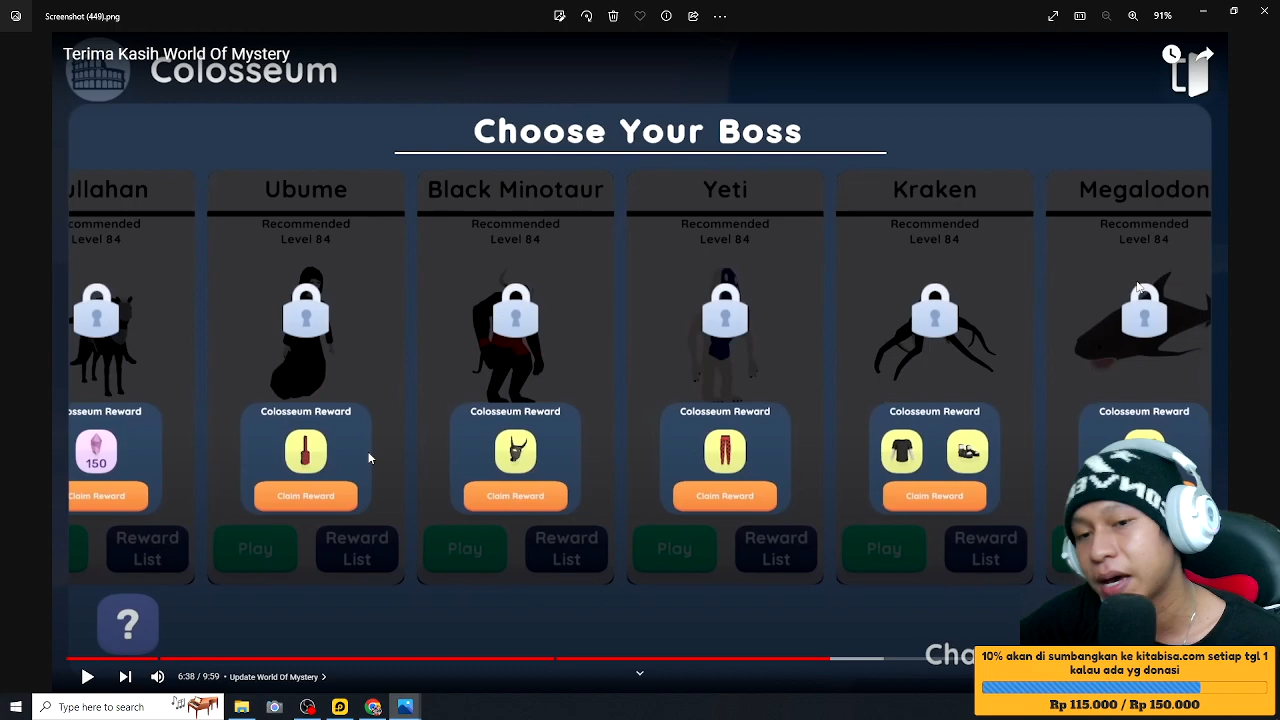 Screenshot (449).png
91%
Terima Kasih World Of Mystery
Colosseum
Choose Your Boss
ullahan
commended
Level 84
osseum Reward
150
Claim Reward
Reward
List
Ubume
Recommended
Level 84
Colosseum Reward
Claim Reward
Play
Reward
List
Black Minotaur
Recommended
Level 84
Colosseum Reward
Claim Reward
Play
Reward
List
Yeti
Recommended
Level 84
Colosseum Reward
Claim Reward
Play
Reward
List
Kraken
Recommended
Level 84
Colosseum Reward
Claim Reward
Play
Reward
List
Megalodon
Recommended
Level 84
Colosseum Reward
?
Cha
6:38 / 9:59 • Update World Of Mystery
10% akan di sumbangkan ke kitabisa.com setiap tgl 1
kalau ada yg donasi
Rp 115.000 / Rp 150.000
Type here to search